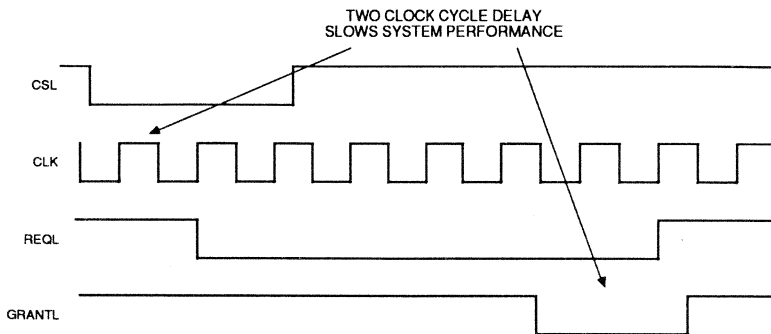 TWO CLOCK CYCLE DELAY
SLOWS SYSTEM PERFORMANCE
CSL
CLK
REQL
GRANTL